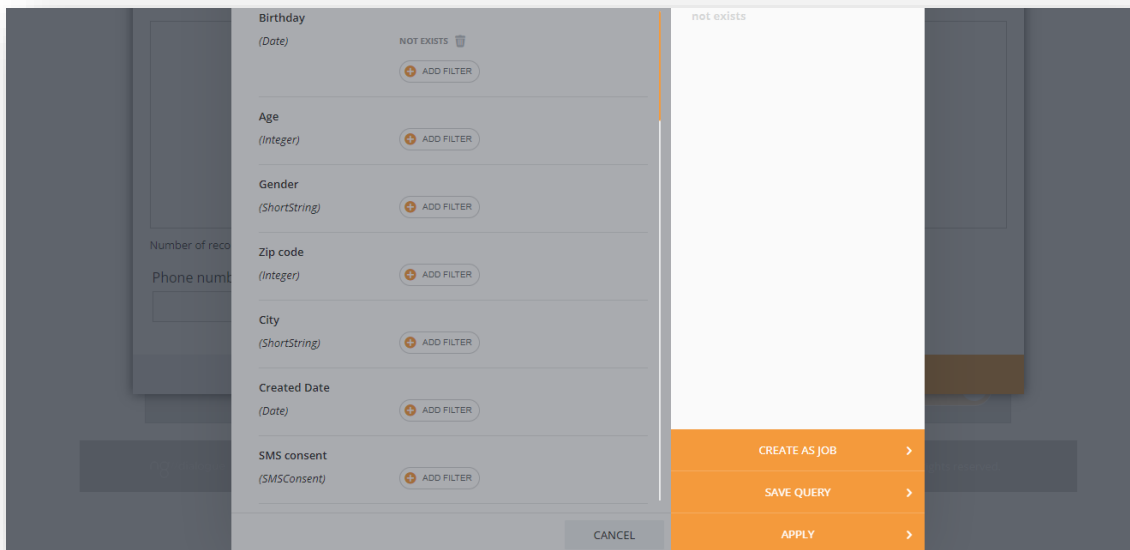 Birthday
(Date)
NOT EXISTS
ADD FILTER
Age
(Integer)
ADD FILTER
Gender
(ShortString)
ADD FILTER
Zip code
(Integer)
ADD FILTER
City
(ShortString)
ADD FILTER
Created Date
(Date)
ADD FILTER
SMS consent
(SMSConsent)
ADD FILTER
CANCEL
not exists
CREATE AS JOB
SAVE QUERY
APPLY
Number of reco
Phone numb